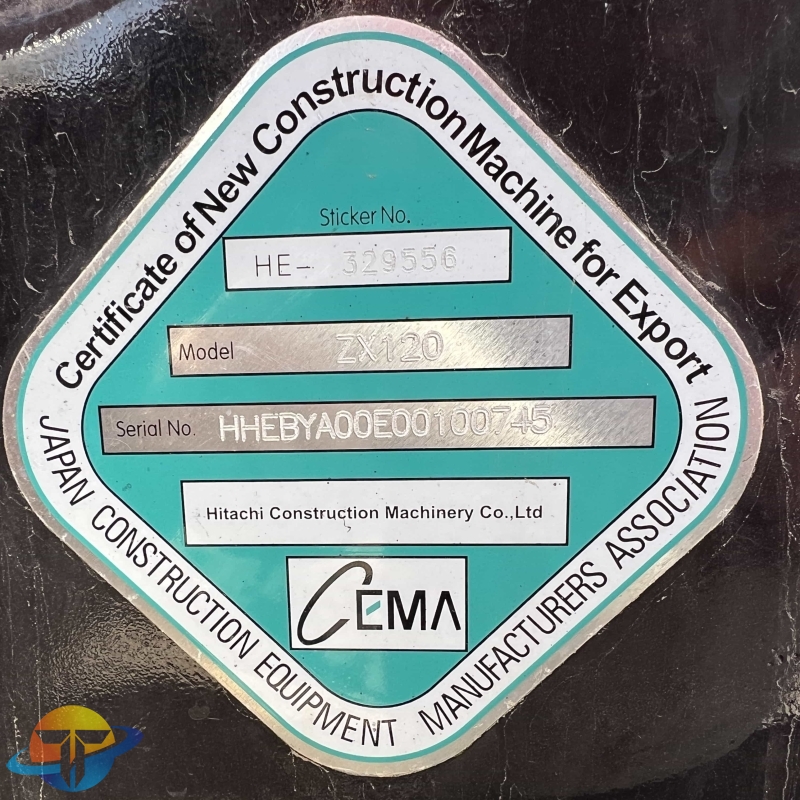 Certificate of New Construction Machine for Export
Sticker No.
HE- 329556
Model ZX120
Serial No. HHEBYA00E00100745
Hitachi Construction Machinery Co.,Ltd
CEMA
JAPAN CONSTRUCTION EQUIPMENT MANUFACTURERS ASSOCIATION